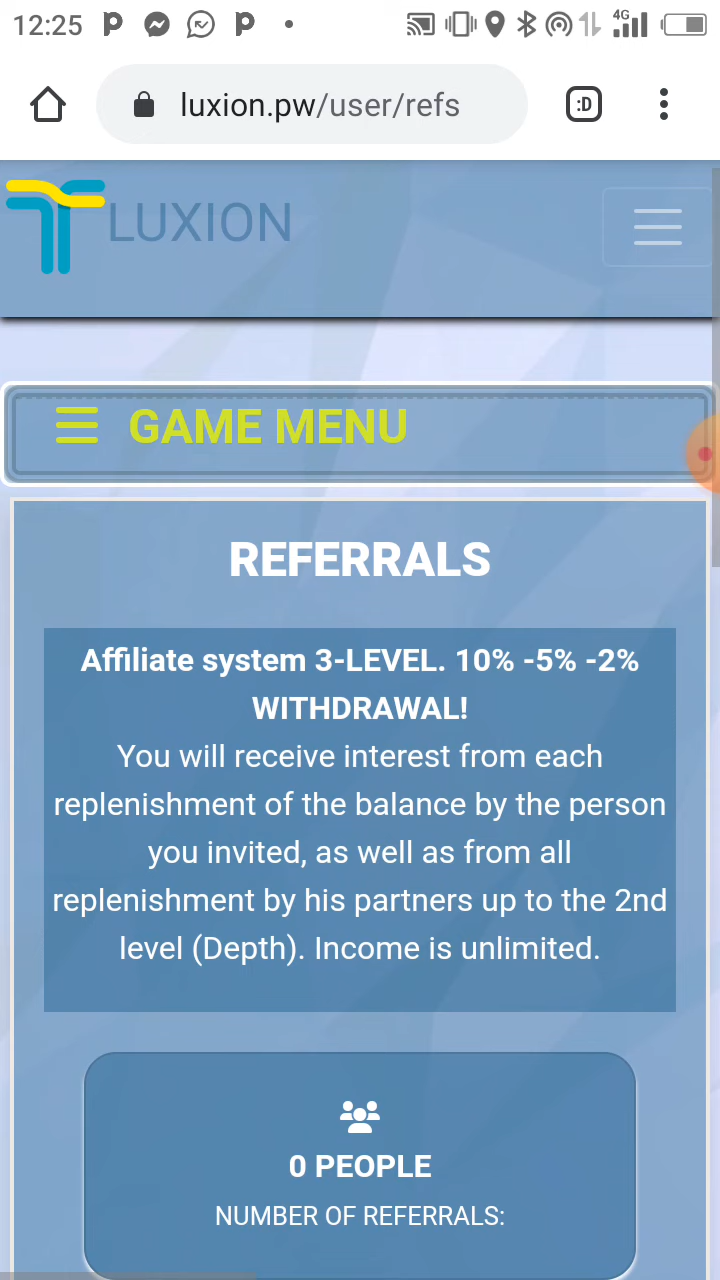 12:25
4G
luxion.pw/user/refs
:D
LUXION
GAME MENU
REFERRALS
Affiliate system 3-LEVEL. 10% -5% -2%
WITHDRAWAL!
You will receive interest from each
replenishment of the balance by the person
you invited, as well as from all
replenishment by his partners up to the 2nd
level (Depth). Income is unlimited.
0 PEOPLE
NUMBER OF REFERRALS: